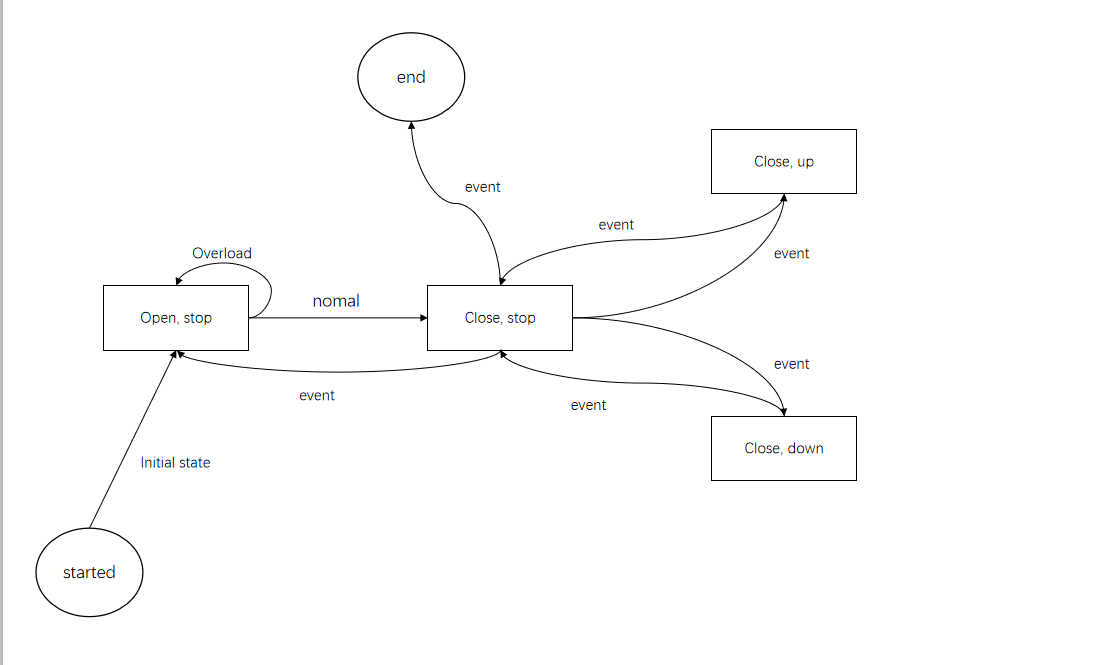 end
Close, up
event
event
Overload
event
nomal
Open, stop
Close, stop
event
event
event
Close, down
Initial state
started